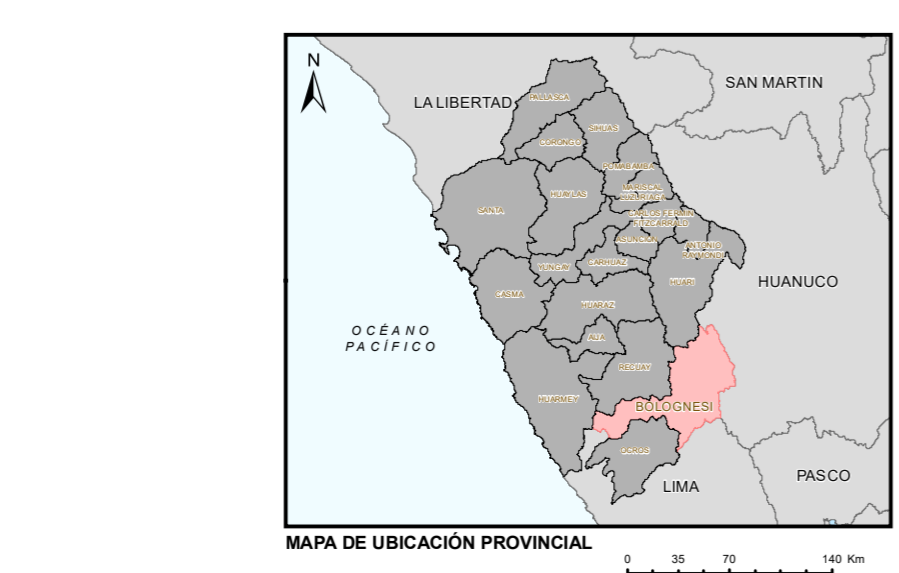 N
SAN MARTIN
LA LIBERTAD
PALLASCA
SIHUAS
CORONGO
POMABAMBA
MARISCAL
LUZURIAGA
HUAYLAS
SANTA
CARLOS FERMIN
FITZCARRALD
ASUNCION
ANTONIO
RAYMONDI
YUNGAY
CARHUAZ
HUARI
HUANUCO
CASMA
HUARAZ
OCÉANO
PACÍFICO
AIJA
RECUAY
HUARMEY
BOLOGNESI
OCROS
PASCO
LIMA
MAPA DE UBICACIÓN PROVINCIAL
0 35 70 140 Km